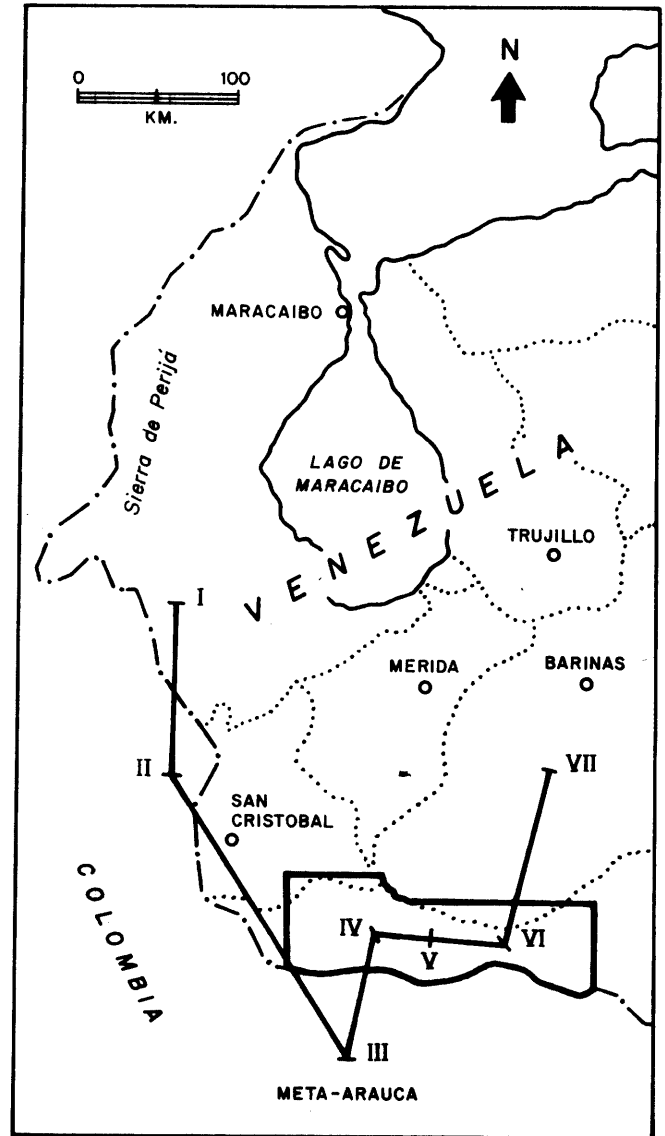 0 100
KM.
N
MARACAIBO
Sierra de Perijá
LAGO DE
MARACAIBO
VENEZUELA
TRUJILLO
I
MERIDA
BARINAS
II
VII
SAN
CRISTOBAL
COLOMBIA
IV
V
VI
III
META-ARAUCA